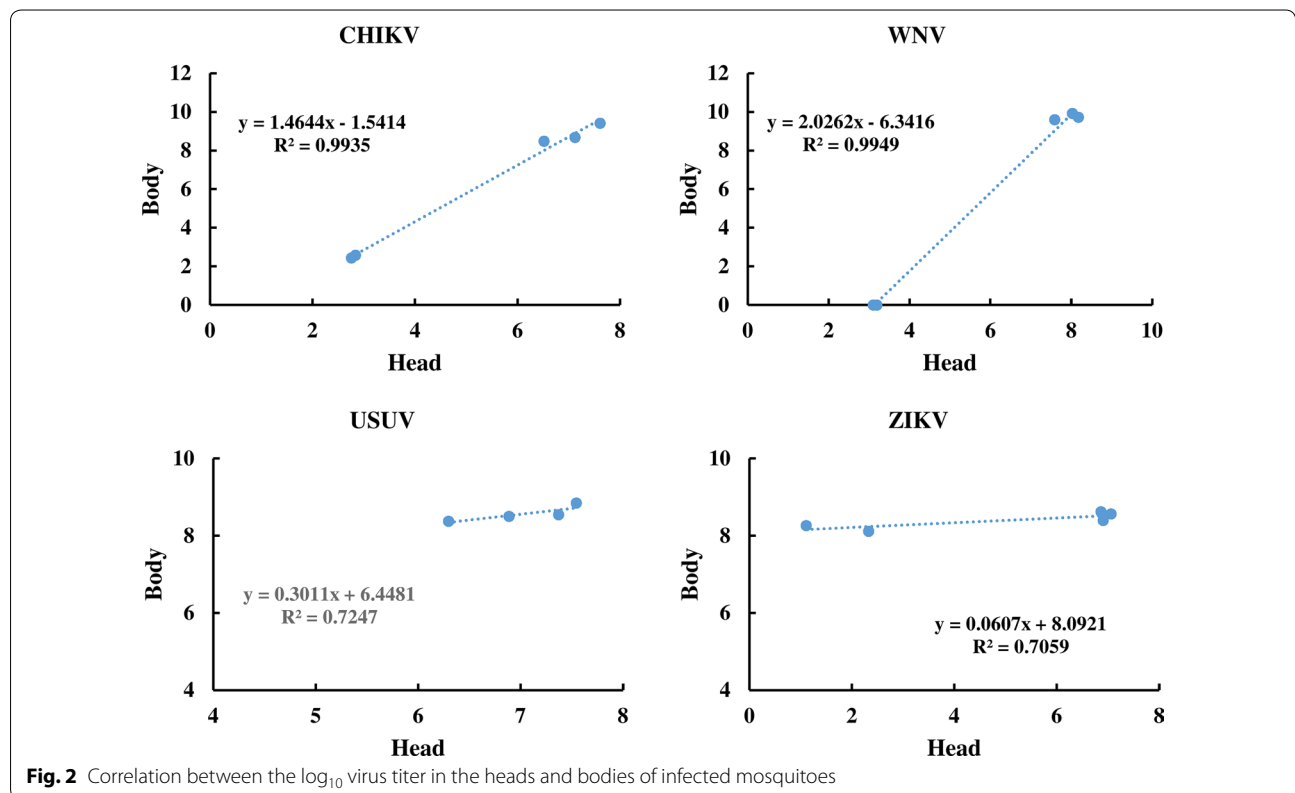 CHIKV
12
10
8
6
4
2
0
y = 1.4644x - 1.5414
R² = 0.9935
Body
0 2 4 6 8
Head
WNV
12
10
8
6
4
2
0
y = 2.0262x - 6.3416
R² = 0.9949
Body
0 2 4 6 8 10
Head
USUV
10
8
6
4
y = 0.3011x + 6.4481
R² = 0.7247
Body
4 5 6 7 8
Head
ZIKV
10
8
6
4
y = 0.0607x + 8.0921
R² = 0.7059
Body
0 2 4 6 8
Head
Fig. 2 Correlation between the log₁₀ virus titer in the heads and bodies of infected mosquitoes